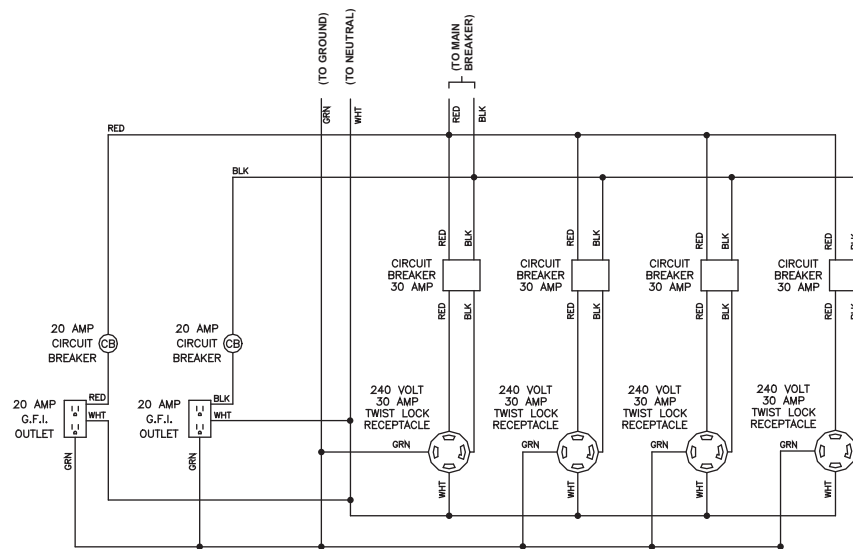 (TO GROUND)
(TO NEUTRAL)
(TO MAIN
BREAKER)
GRN
WHT
RED
BLK
RED
BLK
RED
BLK
RED
BLK
RED
BLK
RED
CIRCUIT
BREAKER
30 AMP
CIRCUIT
BREAKER
30 AMP
CIRCUIT
BREAKER
30 AMP
CIRCUIT
BREAKER
30 AMP
RED
BLK
RED
BLK
RED
BLK
RED
20 AMP
CIRCUIT
BREAKER
CB
20 AMP
CIRCUIT
BREAKER
CB
20 AMP
G.F.I.
OUTLET
RED
WHT
GRN
20 AMP
G.F.I.
OUTLET
BLK
WHT
GRN
240 VOLT
30 AMP
TWIST LOCK
RECEPTACLE
GRN
WHT
240 VOLT
30 AMP
TWIST LOCK
RECEPTACLE
GRN
WHT
240 VOLT
30 AMP
TWIST LOCK
RECEPTACLE
GRN
WHT
240 VOLT
30 AMP
TWIST LOCK
RECEPTACLE
GRN
WHT